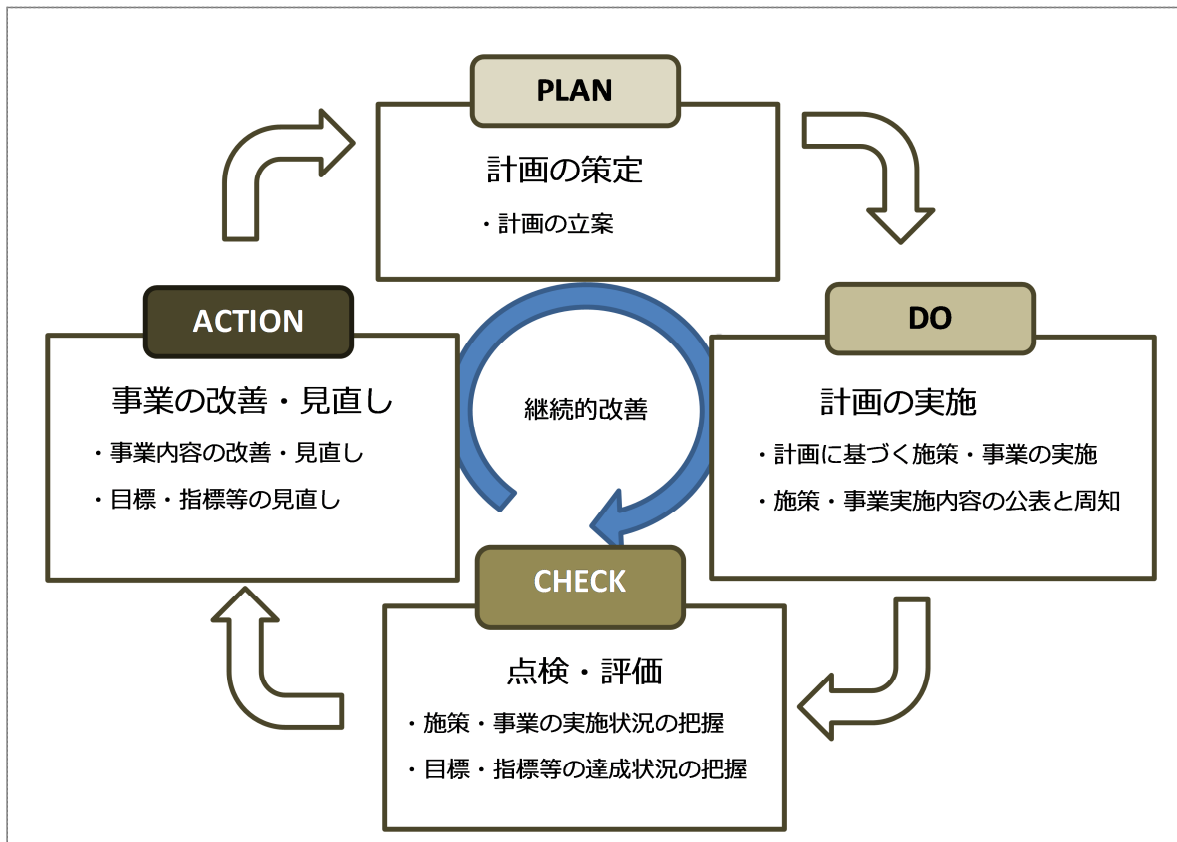 PLAN
計画の策定
・計画の立案
DO
計画の実施
・計画に基づく施策・事業の実施
・施策・事業実施内容の公表と周知
CHECK
点検・評価
・施策・事業の実施状況の把握
・目標・指標等の達成状況の把握
ACTION
事業の改善・見直し
・事業内容の改善・見直し
・目標・指標等の見直し
継続的改善